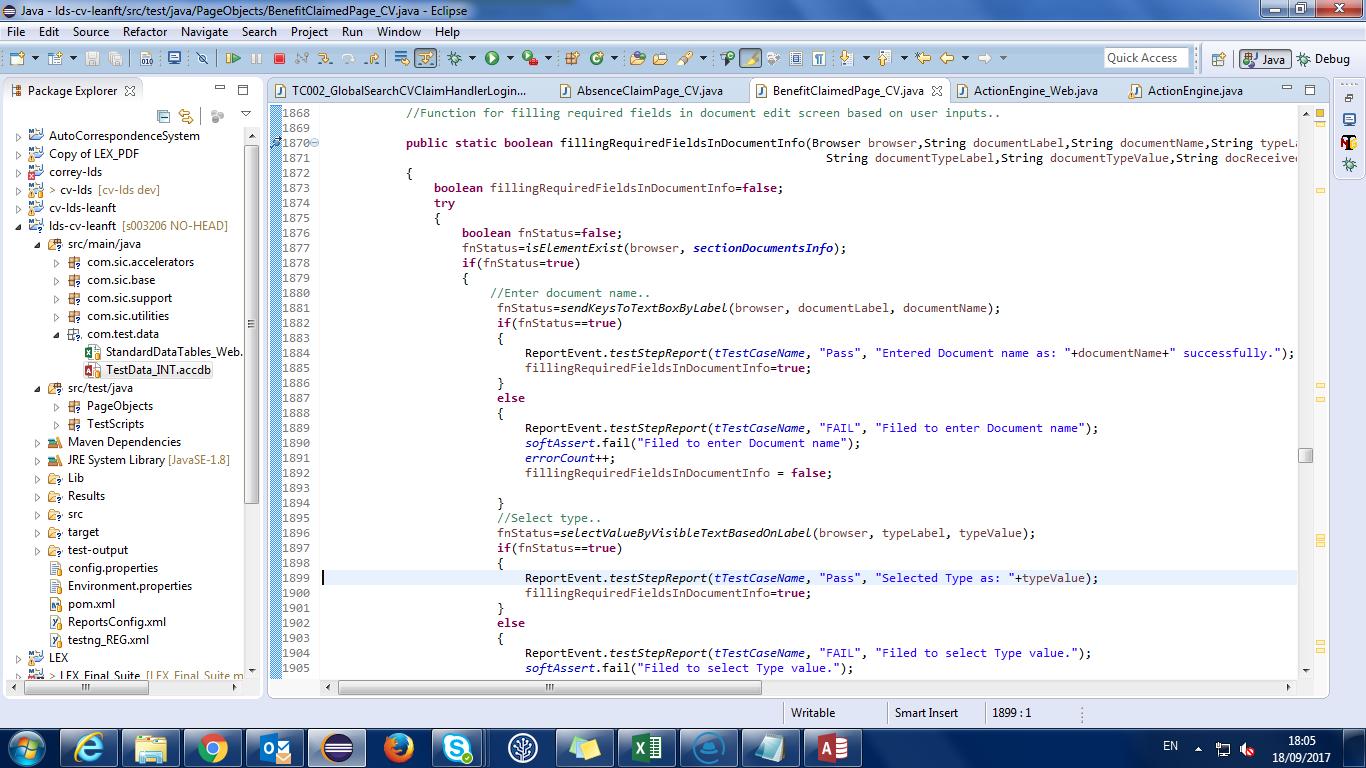 Java - lds-cv-leanft/src/test/java/PageObjects/BenefitClaimedPage_CV.java - Eclipse
File Edit Source Refactor Navigate Search Project Run Window Help
Quick Access
Java
Debug
Package Explorer
TC002_GlobalSearchCVClaimHandlerLogin...
AbsenceClaimPage_CV.java
BenefitClaimedPage_CV.java
ActionEngine_Web.java
ActionEngine.java
AutoCorrespondenceSystem
Copy of LEX_PDF
correy-lds
> cv-lds [cv-lds dev]
cv-lds-leanft
lds-cv-leanft [s003206 NO-HEAD]
src/main/java
com.sic.accelerators
com.sic.base
com.sic.support
com.sic.utilities
com.test.data
StandardDataTables_Web.
TestData_INT.accdb
src/test/java
PageObjects
TestScripts
Maven Dependencies
JRE System Library [JavaSE-1.8]
Lib
Results
src
target
test-output
config.properties
Environment.properties
pom.xml
ReportsConfig.xml
testng_REG.xml
LEX
> LEX_Final_Suite [LEX_Final_Suite m
1868 //Function for filling required fields in document edit screen based on user inputs..
1869
1870 public static boolean fillingRequiredFieldsInDocumentInfo(Browser browser,String documentLabel,String documentName,String typeLa
1871 String documentTypeLabel,String documentTypeValue,String docReceived
1872 {
1873 boolean fillingRequiredFieldsInDocumentInfo=false;
1874 try
1875 {
1876 boolean fnStatus=false;
1877 fnStatus=isElementExist(browser, sectionDocumentsInfo);
1878 if(fnStatus=true)
1879 {
1880 //Enter document name..
1881 fnStatus=sendKeysToTextBoxByLabel(browser, documentLabel, documentName);
1882 if(fnStatus==true)
1883 {
1884 ReportEvent.testStepReport(tTestCaseName, "Pass", "Entered Document name as: "+documentName+" successfully.");
1885 fillingRequiredFieldsInDocumentInfo=true;
1886 }
1887 else
1888 {
1889 ReportEvent.testStepReport(tTestCaseName, "FAIL", "Filed to enter Document name");
1890 softAssert.fail("Filed to enter Document name");
1891 errorCount++;
1892 fillingRequiredFieldsInDocumentInfo = false;
1893
1894 }
1895 //Select type..
1896 fnStatus=selectValueByVisibleTextBasedOnLabel(browser, typeLabel, typeValue);
1897 if(fnStatus==true)
1898 {
1899 ReportEvent.testStepReport(tTestCaseName, "Pass", "Selected Type as: "+typeValue);
1900 fillingRequiredFieldsInDocumentInfo=true;
1901 }
1902 else
1903 {
1904 ReportEvent.testStepReport(tTestCaseName, "FAIL", "Filed to select Type value.");
1905 softAssert.fail("Filed to select Type value.");
Writable
Smart Insert
1899 : 1
EN
18:05
18/09/2017